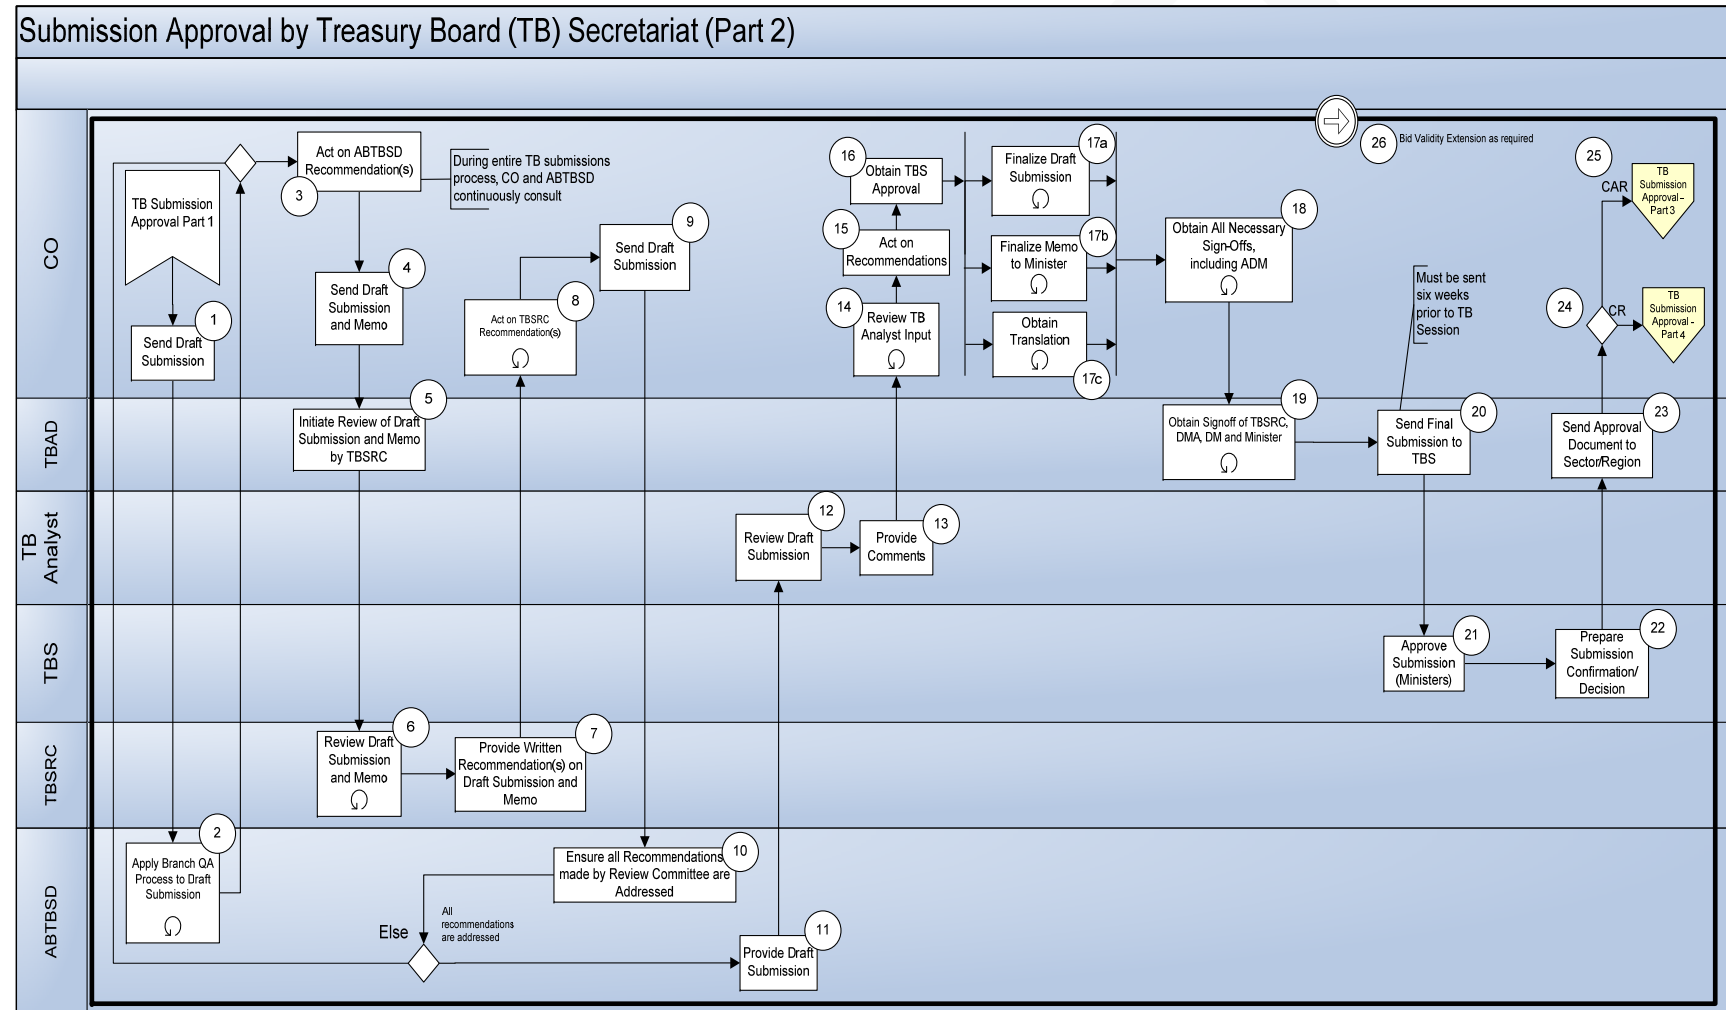 Submission Approval by Treasury Board (TB) Secretariat (Part 2)
CO
TB Submission
Approval Part 1
1
Send Draft
Submission
Act on ABTBSD
Recommendation(s)
3
During entire TB submissions
process, CO and ABTBSD
continuously consult
4
Send Draft
Submission
and Memo
8
Act on TBSRC
Recommendation(s)
9
Send Draft
Submission
16
Obtain TBS
Approval
15
Act on
Recommendations
14
Review TB
Analyst Input
17a
Finalize Draft
Submission
17b
Finalize Memo
to Minister
Obtain
Translation
17c
18
Obtain All Necessary
Sign-Offs,
including ADM
26
Bid Validity Extension as required
Must be sent
six weeks
prior to TB
Session
25
CAR
TB
Submission
Approval –
Part 3
24
CR
TB
Submission
Approval -
Part 4
TBAD
5
Initiate Review of Draft
Submission and Memo
by TBSRC
19
Obtain Signoff of TBSRC,
DMA, DM and Minister
20
Send Final
Submission to
TBS
23
Send Approval
Document to
Sector/Region
TB
Analyst
12
Review Draft
Submission
13
Provide
Comments
TBS
21
Approve
Submission
(Ministers)
22
Prepare
Submission
Confirmation/
Decision
TBSRC
6
Review Draft
Submission
and Memo
7
Provide Written
Recommendation(s) on
Draft Submission and
Memo
ABTBSD
2
Apply Branch QA
Process to Draft
Submission
10
Ensure all Recommendations
made by Review Committee are
Addressed
Else
All
recommendations
are addressed
11
Provide Draft
Submission